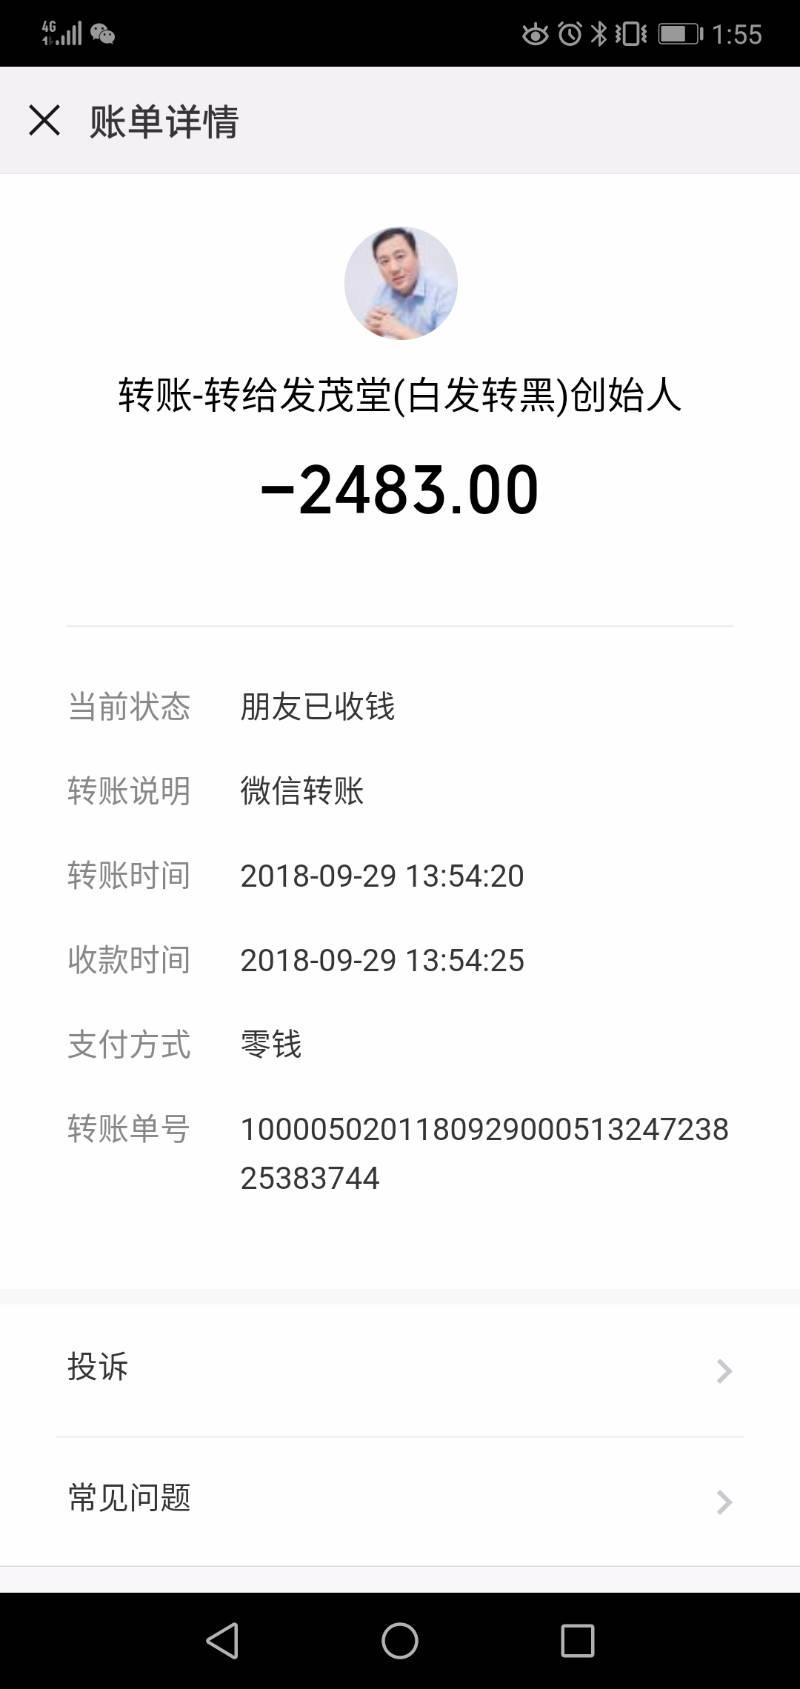 4G
1:55
账单详情
转账-转给发茂堂(白发转黑)创始人
-2483.00
当前状态 朋友已收钱
转账说明 微信转账
转账时间 2018-09-29 13:54:20
收款时间 2018-09-29 13:54:25
支付方式 零钱
转账单号 1000050201180929000513247238
25383744
投诉
常见问题